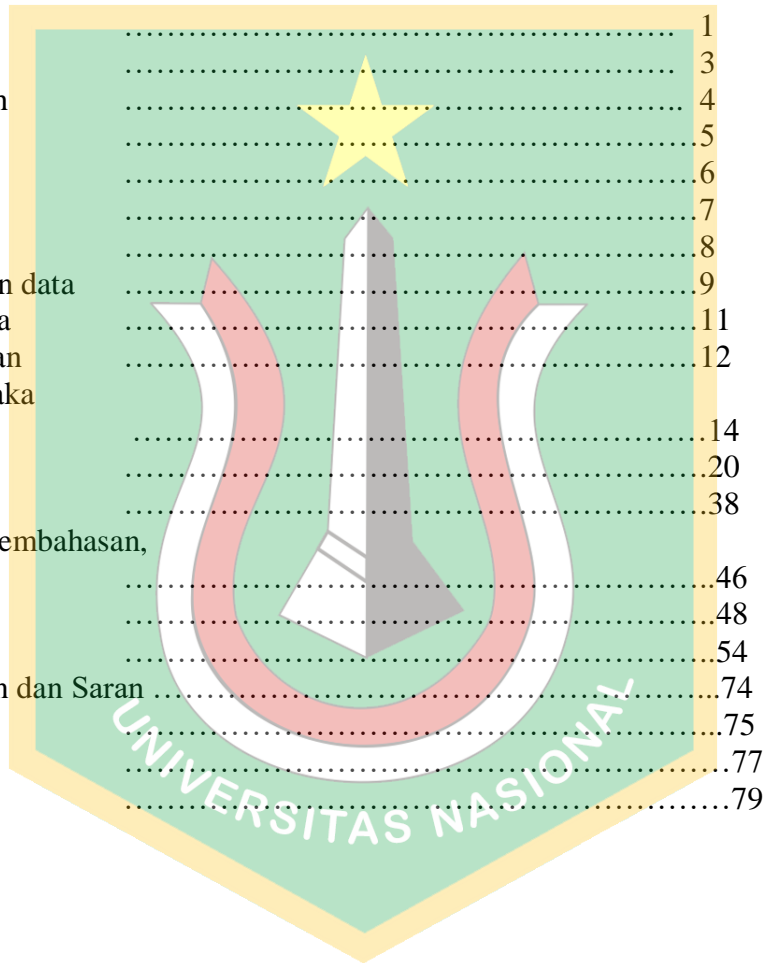 …………………………………………………. 1
…………………………………………………. 3
n ………………………………………………….. 4
……………………………………………………5
……………………………………………………6
……………………………………………………7
……………………………………………………8
n data ……………………………………………………9
a ……………………………………………………11
an ……………………………………………………12
aka
……………………………………………………14
……………………………………………………..20
……………………………………………………..38
embahasan,
……………………………………………………..46
……………………………………………………..48
……………………………………………………..54
n dan Saran ……………………………………………………74
……………………………………………………...75
………………………………………………………77
………………………………………………………79
UNIVERSITAS NASIONAL